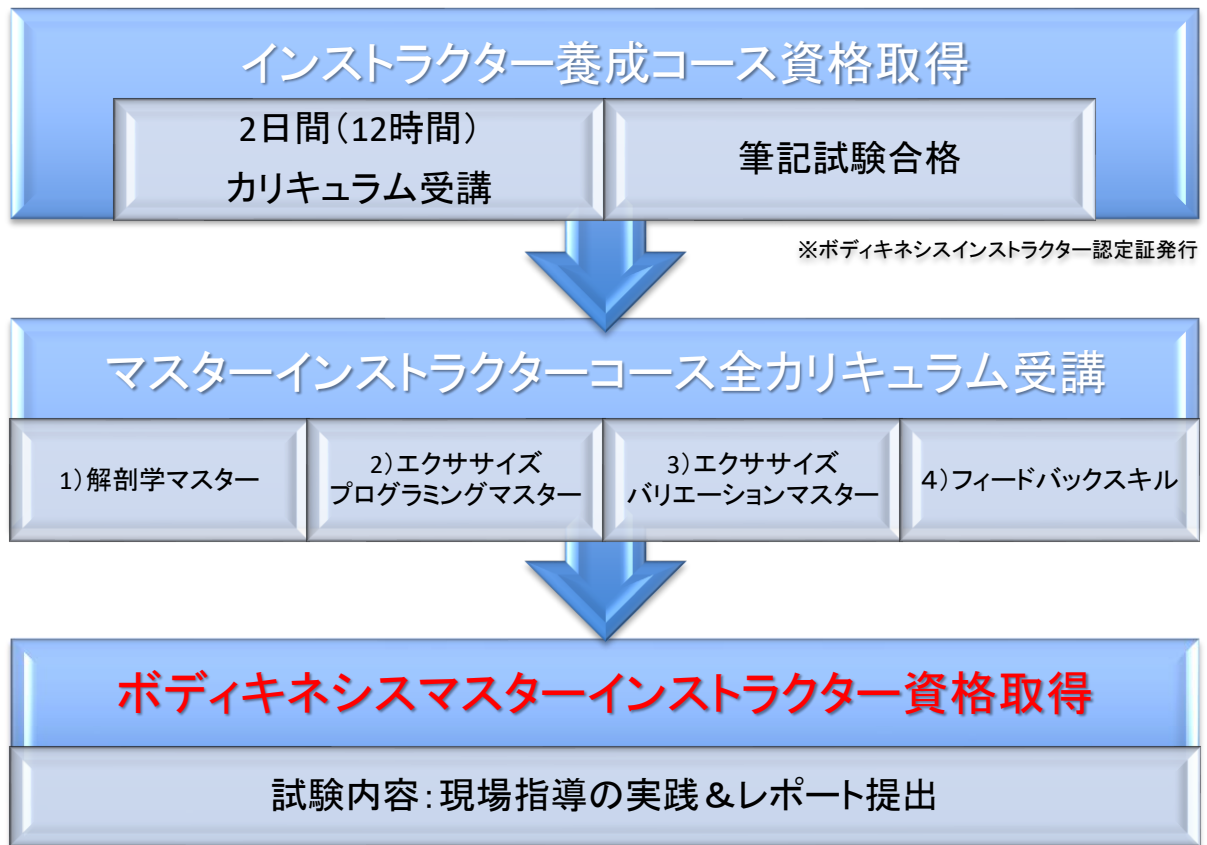 インストラクター養成コース資格取得
2日間（12時間）
カリキュラム受講
筆記試験合格
※ボディキネシスインストラクター認定証発行
マスターインストラクターコース全カリキュラム受講
1）解剖学マスター
2）エクササイズ
プログラミングマスター
3）エクササイズ
バリエーションマスター
4）フィードバックスキル
ボディキネシスマスターインストラクター資格取得
試験内容：現場指導の実践＆レポート提出